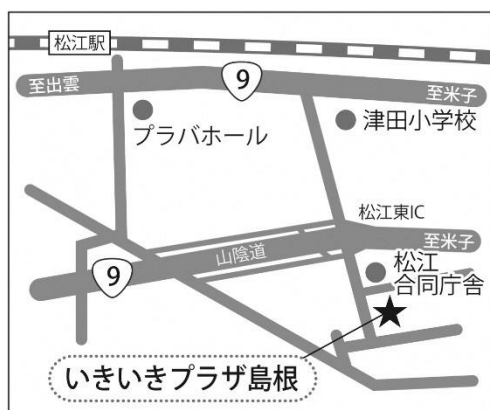 松江駅
至出雲
9
至米子
プラバホール
津田小学校
松江東IC
山陰道
至米子
9
松江
合同庁舎
いきいきプラザ島根